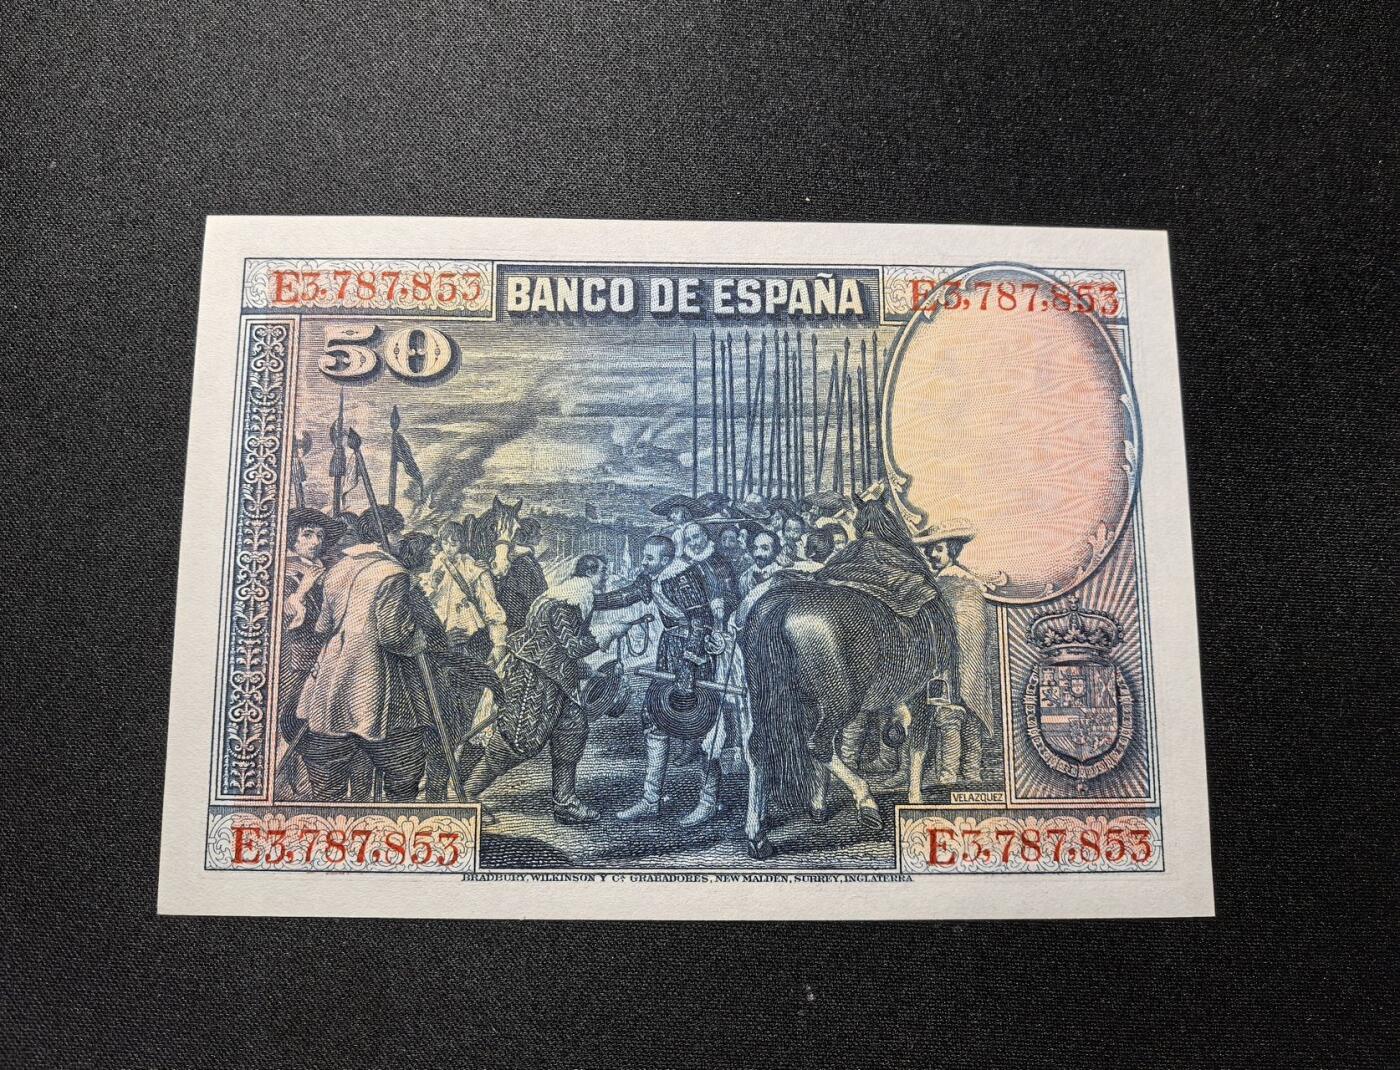 E3,787,853
BANCO DE ESPAÑA
E3,787,853
50
VELAZQUEZ
E3,787,853
E3,787,853
BRADBURY, WILKINSON Y Cª. GRABADORES, NEW MALDEN, SURREY, INGLATERRA